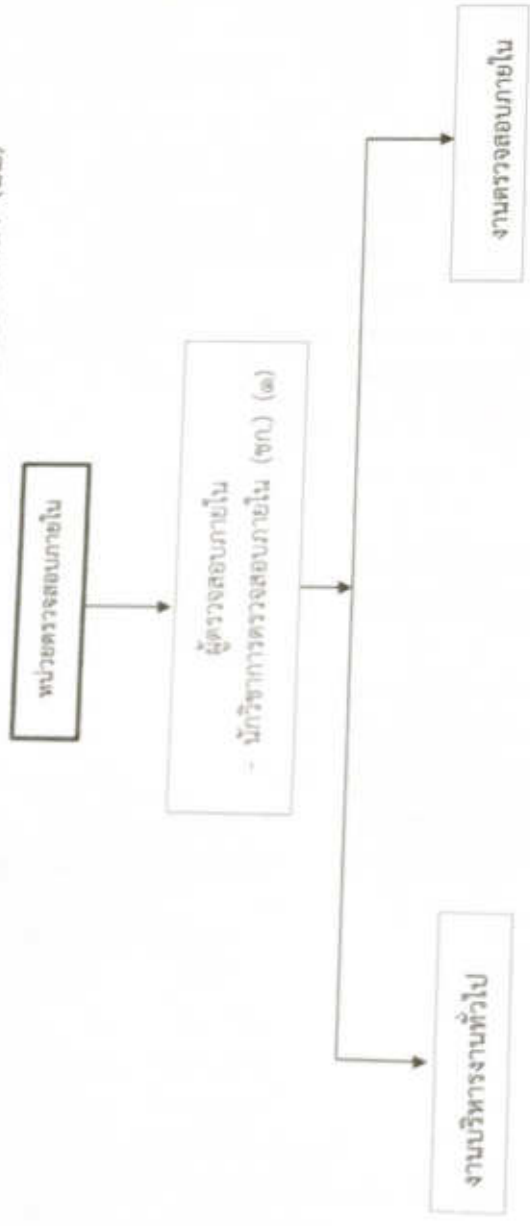 หน่วยตรวจสอบภายใน
ผู้ตรวจสอบภายใน
- นักวิชาการตรวจสอบภายใน (ชก.) (๑)
งานบริหารงานทั่วไป
งานตรวจสอบภายใน